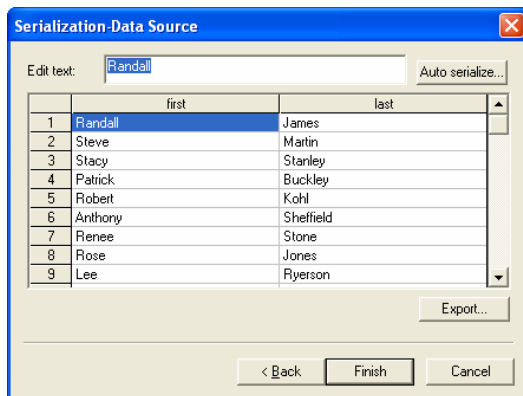 Serialization-Data Source
Edit text: Randall Auto serialize...
first last
1 Randall James
2 Steve Martin
3 Stacy Stanley
4 Patrick Buckley
5 Robert Kohl
6 Anthony Sheffield
7 Renee Stone
8 Rose Jones
9 Lee Ryerson
Export...
< Back Finish Cancel